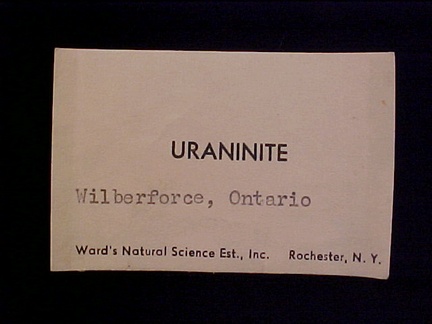 URANINITE
Wilberforce, Ontario
Ward's Natural Science Est., Inc. Rochester, N. Y.